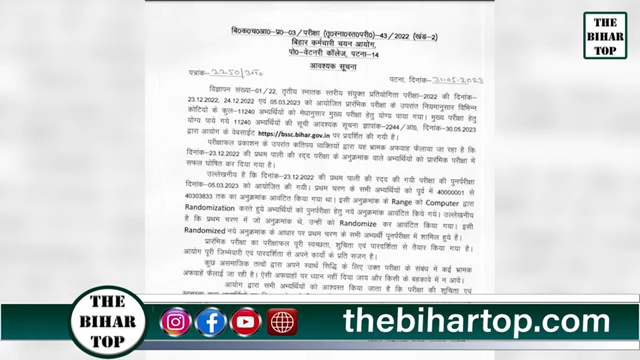 बि०क०च०आ०-प्र०-03/परीक्षा (तृ०स्ना०स्त०परी०)-43/2022 (खंड-2)
बिहार कर्मचारी चयन आयोग,
पो०-वेटनरी कॉलेज, पटना-14
आवश्यक सूचना
पत्रांक-2250/आ०
पटना, दिनांक-31.05.2023
विज्ञापन संख्या-01/22, तृतीय स्नातक स्तरीय संयुक्त प्रतियोगिता परीक्षा-2022 की दिनांक-
23.12.2022, 24.12.2022 एवं 05.03.2023 को आयोजित प्रारंभिक परीक्षा के उपरांत नियमानुसार विभिन्न
कोटियों के कुल-11240 अभ्यर्थियों को मेधानुसार मुख्य परीक्षा हेतु योग्य पाया गया। मुख्य परीक्षा हेतु
योग्य पाये गये 11240 अभ्यर्थियों की सूची आवश्यक सूचना ज्ञापांक-2244/आ0, दिनांक-30.05.2023
द्वारा आयोग के वेबसाईट https://bssc.bihar.gov.in पर प्रदर्शित की गयी है।
परीक्षाफल प्रकाशन के उपरांत कतिपय व्यक्तियों द्वारा यह भ्रामक अफवाह फैलाया जा रहा है कि
दिनांक-23.12.2022 की प्रथम पाली की रद्द परीक्षा के अनुक्रमांक वाले अभ्यर्थियों को प्रारंभिक परीक्षा में
सफल घोषित कर दिया गया है।
उल्लेखनीय है कि दिनांक-23.12.2022 की प्रथम पाली की रद्द की गयी परीक्षा की पुनर्परीक्षा
दिनांक-05.03.2023 को आयोजित की गयी। प्रथम चरण के सभी अभ्यर्थी को पूर्व में 40000001 से
40303833 तक का अनुक्रमांक आवंटित किया गया था। इसी अनुक्रमांक के Range को Computer द्वारा
Randomization करते हुये अभ्यर्थियों को पुनर्परीक्षा हेतु नये अनुक्रमांक आवंटित किये गये। उल्लेखनीय
है कि प्रथम चरण में जो अनुक्रमांक थे, उन्हीं को Randomize कर आवंटित किया गया। इसी
Randomized नये अनुक्रमांक के आधार पर प्रथम चरण के सभी अभ्यर्थी पुनर्परीक्षा में शामिल हुये हैं।
प्रारंभिक परीक्षा का परीक्षाफल पूरी स्वच्छता, शुचिता एवं पारदर्शिता से तैयार किया गया है।
आयोग पूरी जिम्मेवारी एवं पारदर्शिता से अपने कार्यों के प्रति सजग है।
कुछ असामाजिक तत्वों द्वारा अपने स्वार्थ सिद्धि के लिए उक्त परीक्षा के संबंध में कई भ्रामक
अफवाहें फैलाई जा रही है। ऐसी अफवाहों पर ध्यान नहीं दिया जाय और किसी के बहकावे में न आवें।
आयोग द्वारा सभी अभ्यर्थियों को आश्वस्त किया जाता है कि परीक्षा की शुचिता एवं
THE
BIHAR
TOP
THE
BIHAR
TOP
thebihartop.com